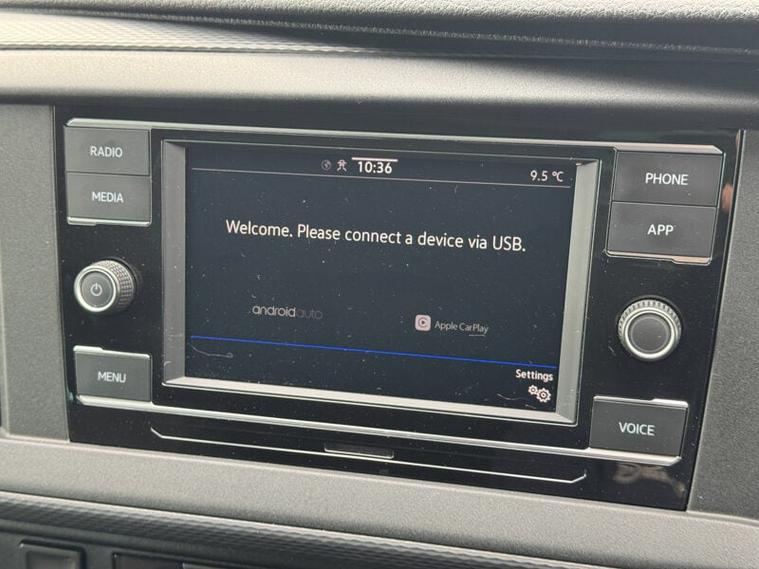 RADIO
MEDIA
MENU
10:36
9.5 °C
Welcome. Please connect a device via USB.
androidauto
Apple CarPlay
Settings
PHONE
APP
VOICE